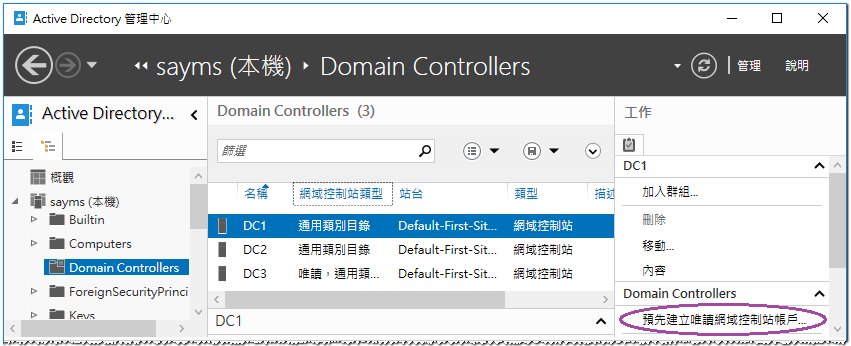 Active Directory 管理中心
sayms (本機) Domain Controllers
管理 說明
Active Directory...
概觀
sayms (本機)
Builtin
Computers
Domain Controllers
ForeignSecurityPrinci
Keys
Domain Controllers (3)
篩選
名稱 網域控制站類型 站台 類型 描述
DC1 通用類別目錄 Default-First-Sit... 網域控制站
DC2 通用類別目錄 Default-First-Sit... 網域控制站
DC3 唯讀，通用類... Default-First-Sit... 網域控制站
DC1
工作
DC1
加入群組...
刪除
移動...
內容
Domain Controllers
預先建立唯讀網域控制站帳戶...